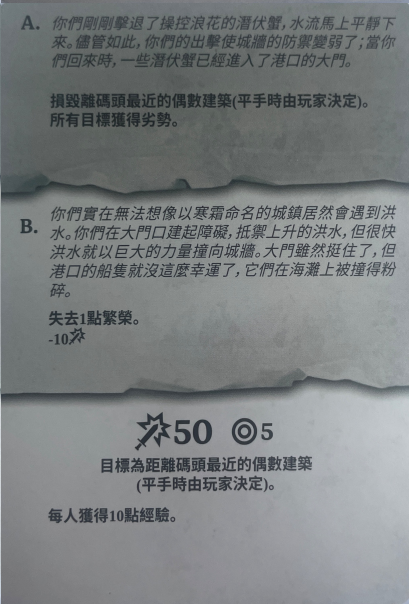 A. 你們剛剛擊退了操控浪花的潛伏蟹，水流馬上平靜下
來。儘管如此，你們的出擊使城牆的防禦變弱了；當你
們回來時，一些潛伏蟹已經進入了港口的大門。
損毀離碼頭最近的偶數建築(平手時由玩家決定)。
所有目標獲得劣勢。
B. 你們實在無法想像以寒霜命名的城鎮居然會遇到洪
水。你們在大門口建起障礙，抵禦上升的洪水，但很快
洪水就以巨大的力量撞向城牆。大門雖然挺住了，但
港口的船隻就沒這麼幸運了，它們在海灘上被撞得粉
碎。
失去1點繁榮。
-10
50 5
目標為距離碼頭最近的偶數建築
(平手時由玩家決定)。
每人獲得10點經驗。